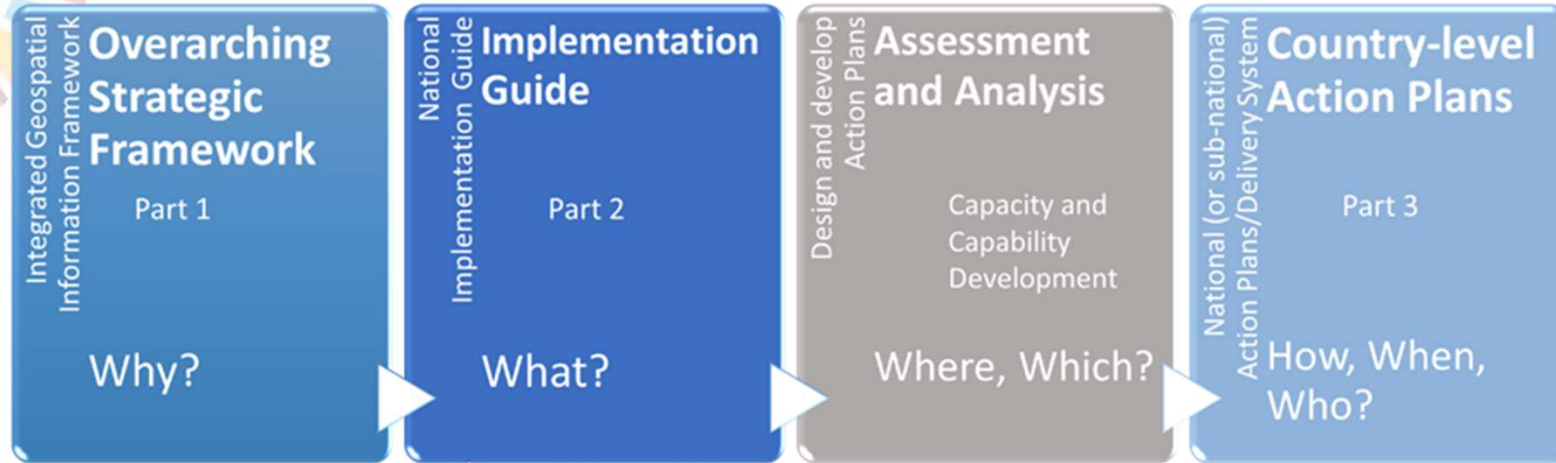 Integrated Geospatial
Information Framework
Overarching
Strategic
Framework
Part 1
Why?
National
Implementation Guide
Implementation
Guide
Part 2
What?
Design and develop
Action Plans
Assessment
and Analysis
Capacity and
Capability
Development
Where, Which?
National (or sub-national)
Action Plans/Delivery System
Country-level
Action Plans
Part 3
How, When,
Who?